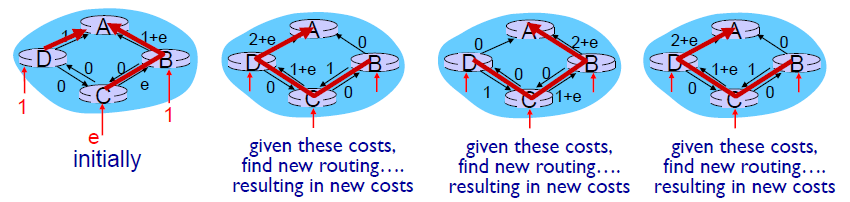 A
1
1+e
D
B
0
0
0
e
C
1
1
e
initially
A
2+e
0
D
B
1+e
1
0
0
C
given these costs,
find new routing....
resulting in new costs
A
0
2+e
D
B
0
0
1
1+e
C
given these costs,
find new routing....
resulting in new costs
A
2+e
0
D
B
1+e
1
0
0
C
given these costs,
find new routing....
resulting in new costs